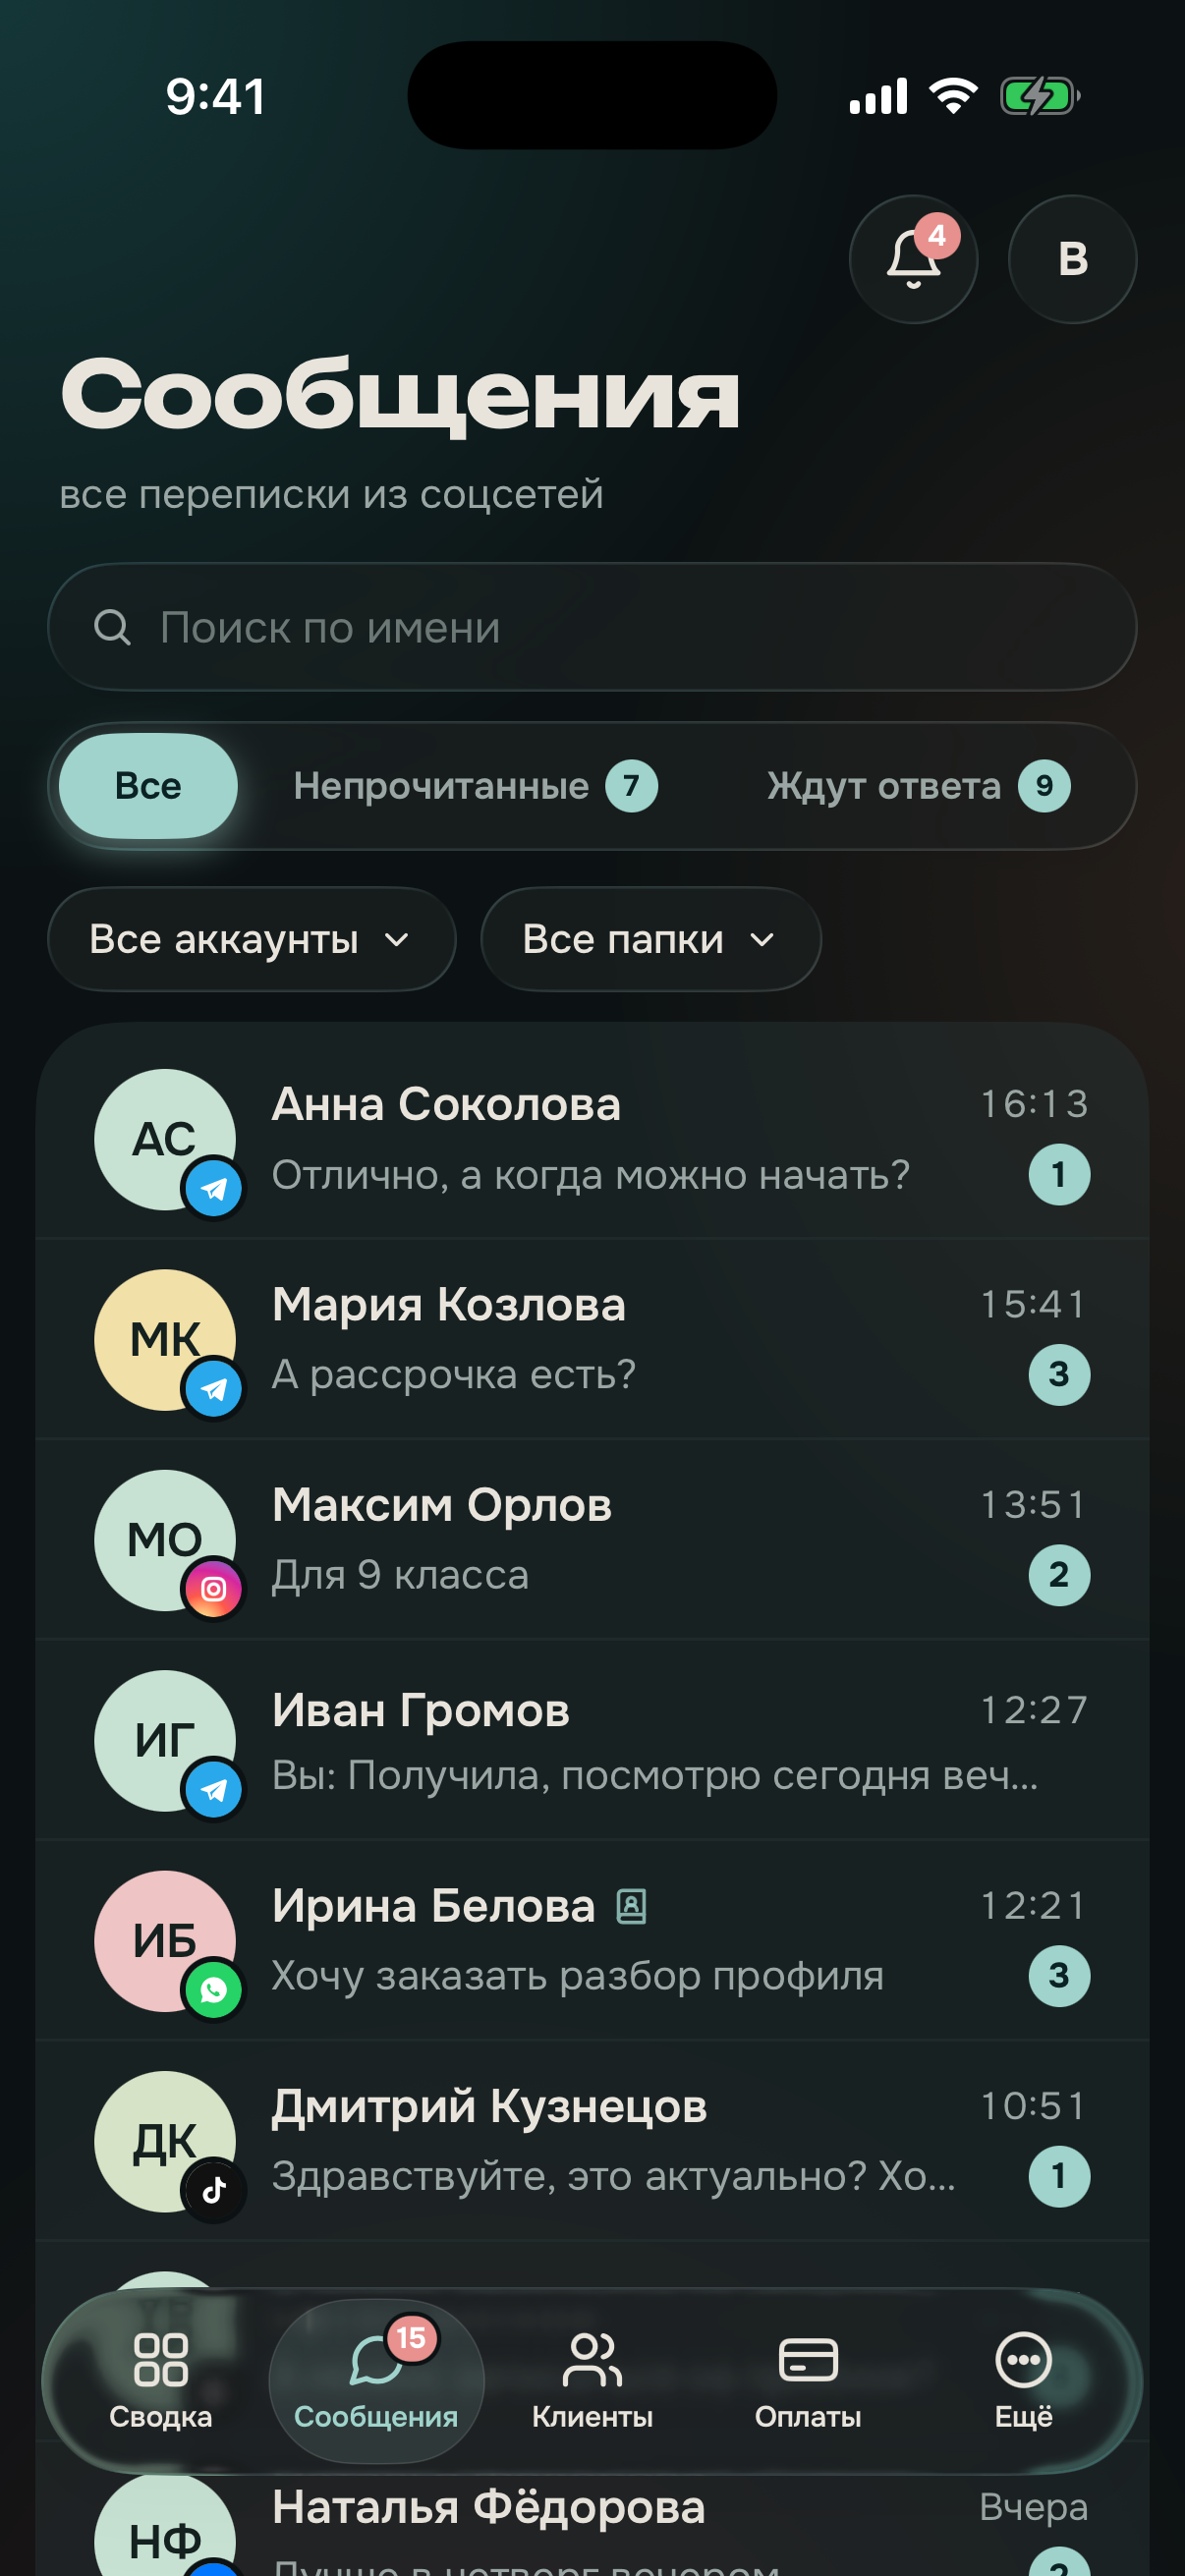 9:41
4
В
Сообщения
все переписки из соцсетей
Поиск по имени
Все
Непрочитанные 7
Ждут ответа 9
Все аккаунты
Все папки
АС
Анна Соколова
16:13
Отлично, а когда можно начать?
1
МК
Мария Козлова
15:41
А рассрочка есть?
3
МО
Максим Орлов
13:51
Для 9 класса
2
ИГ
Иван Громов
12:27
Вы: Получила, посмотрю сегодня веч...
ИБ
Ирина Белова
12:21
Хочу заказать разбор профиля
3
ДК
Дмитрий Кузнецов
10:51
Здравствуйте, это актуально? Хо...
1
15
Сводка
Сообщения
Клиенты
Оплаты
Ещё
НФ
Наталья Фёдорова
Вчера
Лучше в четверг вечером
2